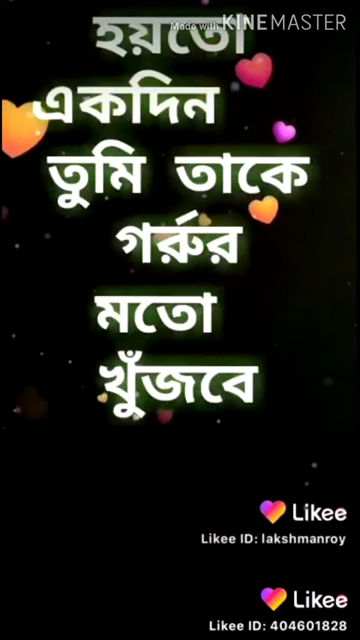 Made with KINEMASTER
হয়তো
একদিন
তুমি তাকে
গর্রুর
মতো
খুঁজবে
Likee
Likee ID: lakshmanroy
Likee
Likee ID: 404601828